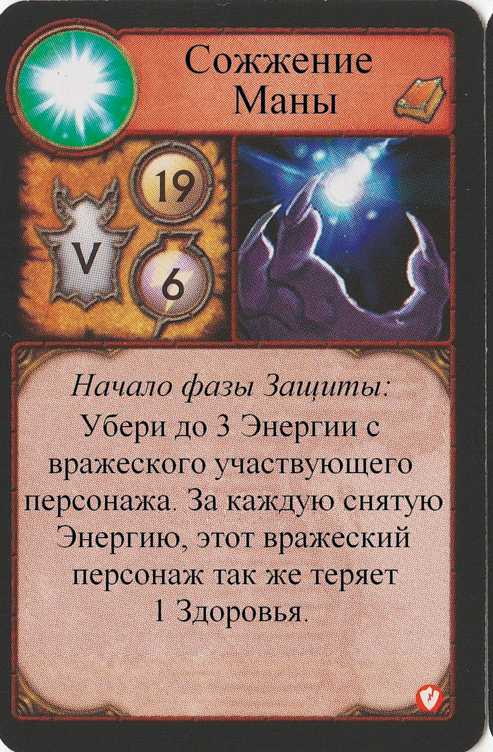 Сожжение
Маны
19
V
6
Начало фазы Защиты:
Убери до 3 Энергии с
вражеского участвующего
персонажа. За каждую снятую
Энергию, этот вражеский
персонаж так же теряет
1 Здоровья.